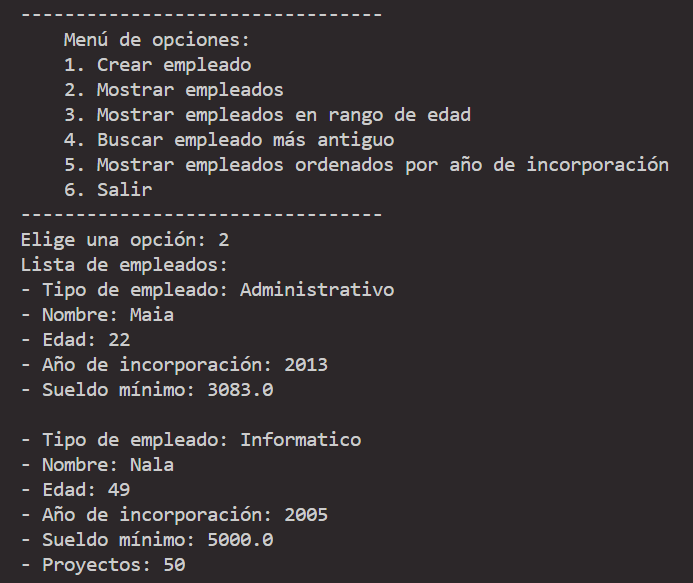 ---------------------------------
Menú de opciones:
1. Crear empleado
2. Mostrar empleados
3. Mostrar empleados en rango de edad
4. Buscar empleado más antiguo
5. Mostrar empleados ordenados por año de incorporación
6. Salir
---------------------------------
Elige una opción: 2
Lista de empleados:
- Tipo de empleado: Administrativo
- Nombre: Maia
- Edad: 22
- Año de incorporación: 2013
- Sueldo mínimo: 3083.0
- Tipo de empleado: Informatico
- Nombre: Nala
- Edad: 49
- Año de incorporación: 2005
- Sueldo mínimo: 5000.0
- Proyectos: 50